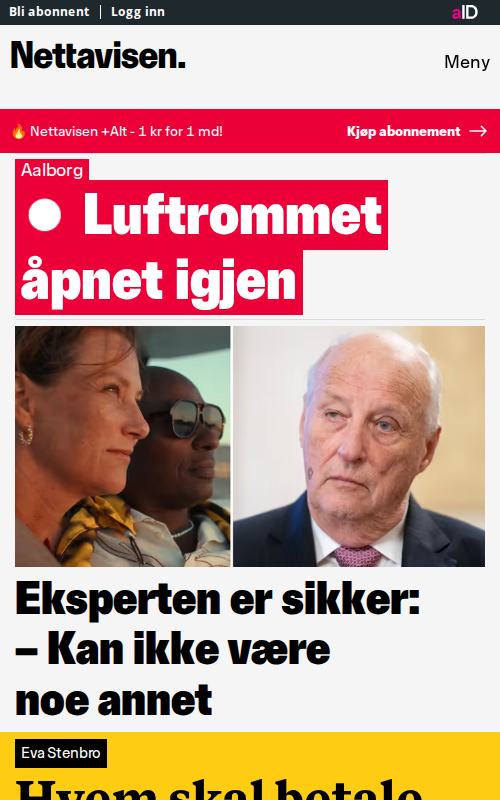 Bli abonnent | Logg inn
aID
Nettavisen.
Meny
🔥 Nettavisen +Alt - 1 kr for 1 md!
Kjøp abonnement →
Aalborg
Luftrommet
åpnet igjen
Eksperten er sikker:
– Kan ikke være
noe annet
Eva Stenbro
Hvem skal betale